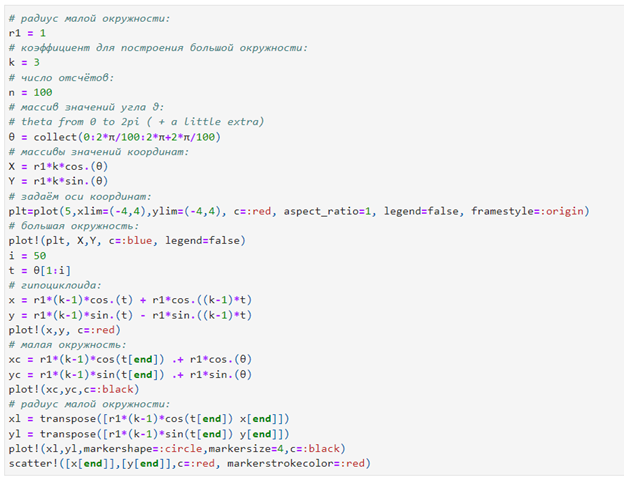 # радиус малой окружности:
r1 = 1
# коэффициент для построения большой окружности:
k = 3
# число отсчётов:
n = 100
# массив значений угла θ:
# theta from 0 to 2pi ( + a little extra)
θ = collect(0:2*π/100:2*π+2*π/100)
# массивы значений координат:
X = r1*k*cos.(θ)
Y = r1*k*sin.(θ)
# задаём оси координат:
plt=plot(5,xlim=(-4,4),ylim=(-4,4), c=:red, aspect_ratio=1, legend=false, framestyle=:origin)
# большая окружность:
plot!(plt, X,Y, c=:blue, legend=false)
i = 50
t = θ[1:i]
# гипоциклоида:
x = r1*(k-1)*cos.(t) + r1*cos.((k-1)*t)
y = r1*(k-1)*sin.(t) - r1*sin.((k-1)*t)
plot!(x,y, c=:red)
# малая окружность:
xc = r1*(k-1)*cos(t[end]) .+ r1*cos.(θ)
yc = r1*(k-1)*sin(t[end]) .+ r1*sin.(θ)
plot!(xc,yc,c=:black)
# радиус малой окружности:
xl = transpose([r1*(k-1)*cos(t[end]) x[end]])
yl = transpose([r1*(k-1)*sin(t[end]) y[end]])
plot!(xl,yl,markershape=:circle,markersize=4,c=:black)
scatter!([x[end]],[y[end]],c=:red, markerstrokecolor=:red)